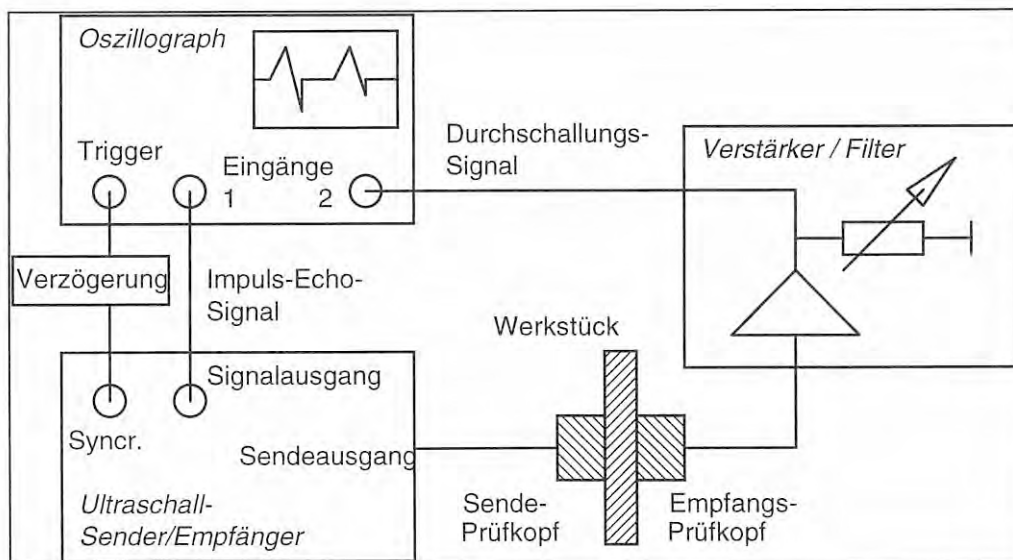 Oszillograph
Trigger
Eingänge
1
2
Durchschallungs-
Signal
Verstärker / Filter
Verzögerung
Impuls-Echo-
Signal
Werkstück
Signalausgang
Syncr.
Sendeausgang
Ultraschall-
Sender/Empfänger
Sende-
Prüfkopf
Empfangs-
Prüfkopf